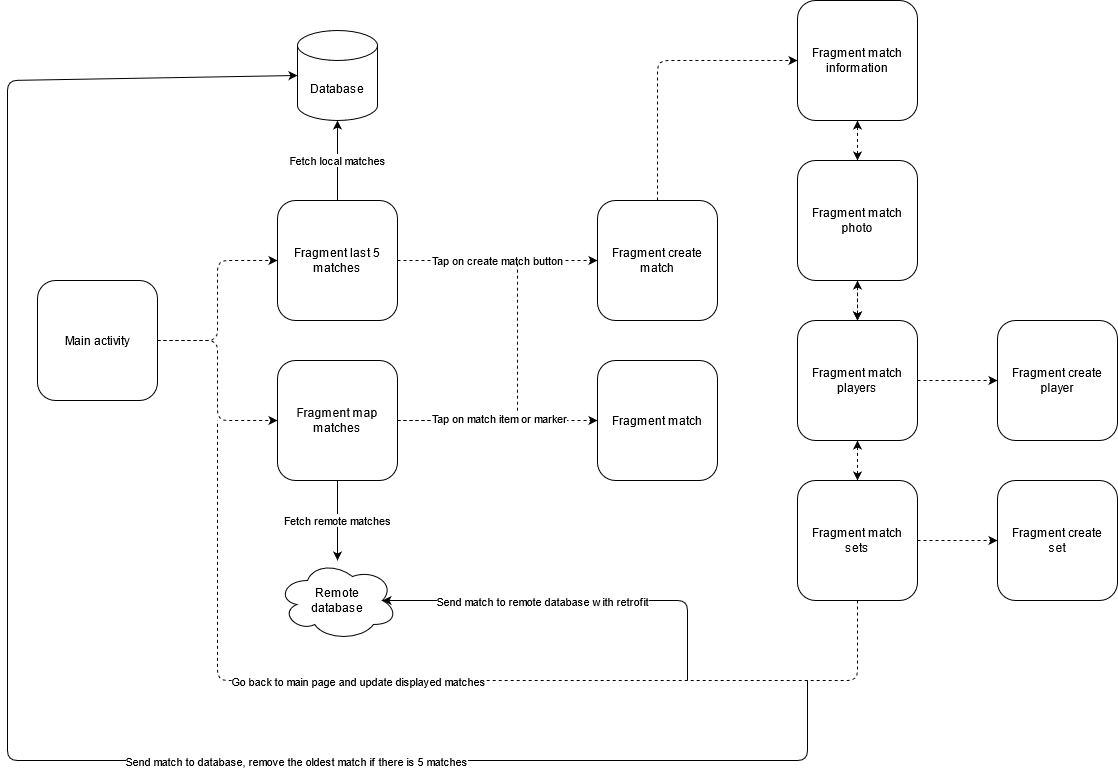 Fragment match
information
Database
Fetch local matches
Fragment match
photo
Fragment last 5
matches
Tap on create match button
Fragment create
match
Main activity
Fragment map
matches
Tap on match item or marker
Fragment match
Fragment match
players
Fragment create
player
Fetch remote matches
Fragment match
sets
Fragment create
set
Remote
database
Send match to remote database with retrofit
Go back to main page and update displayed matches
Send match to database, remove the oldest match if there is 5 matches